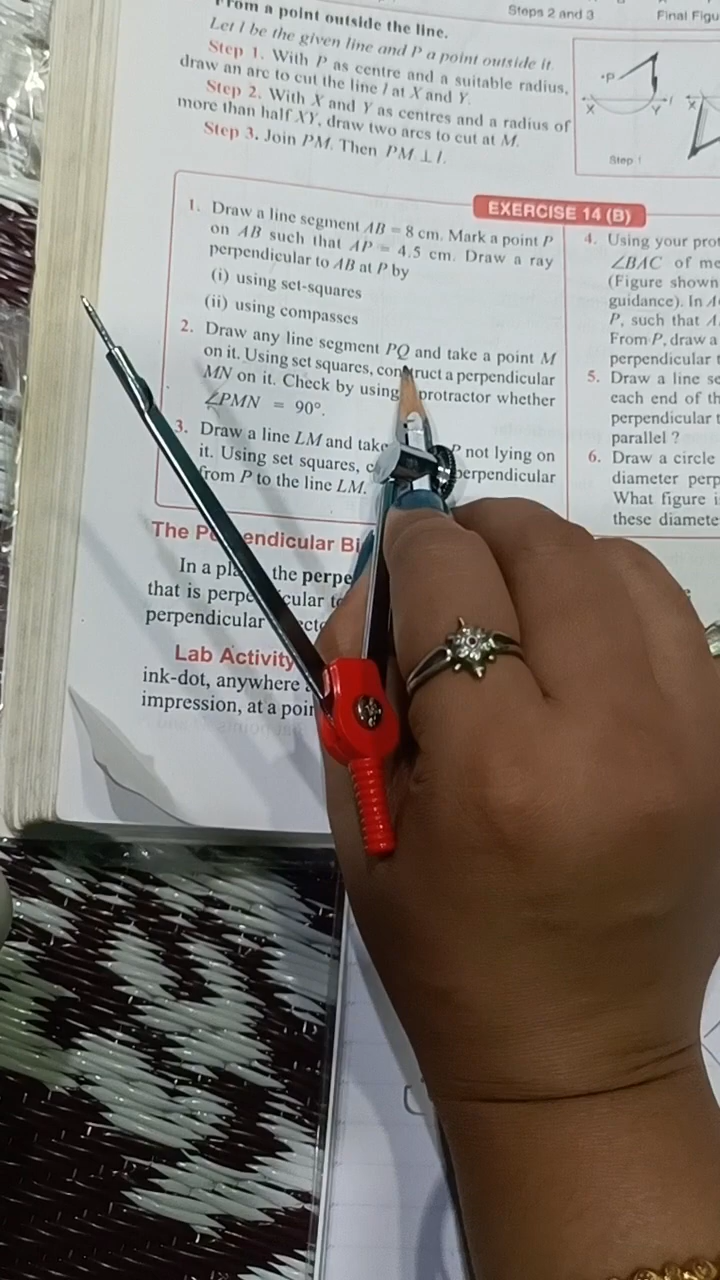 From a point outside the line.
Let l be the given line and P a point outside it.
Step 1. With P as centre and a suitable radius,
draw an arc to cut the line l at X and Y.
Step 2. With X and Y as centres and a radius of
more than half XY, draw two arcs to cut at M.
Step 3. Join PM. Then PM ⊥ l.
Steps 2 and 3
Final Figu
P
X
Y
l
X
Step 1
EXERCISE 14 (B)
1. Draw a line segment AB = 8 cm. Mark a point P
on AB such that AP = 4.5 cm. Draw a ray
perpendicular to AB at P by
(i) using set-squares
(ii) using compasses
2. Draw any line segment PQ and take a point M
on it. Using set squares, construct a perpendicular
MN on it. Check by using protractor whether
∠PMN = 90°.
3. Draw a line LM and take P not lying on
it. Using set squares, c perpendicular
from P to the line LM.
4. Using your pro
∠BAC of me
(Figure shown
guidance). In A
P, such that A
From P, draw a
perpendicular t
5. Draw a line se
each end of th
perpendicular t
parallel ?
6. Draw a circle
diameter perp
What figure i
these diamete
The Pe endicular Bi
In a pla the perpe
that is perpe cular t
perpendicular ect
Lab Activity
ink-dot, anywhere
impression, at a poi